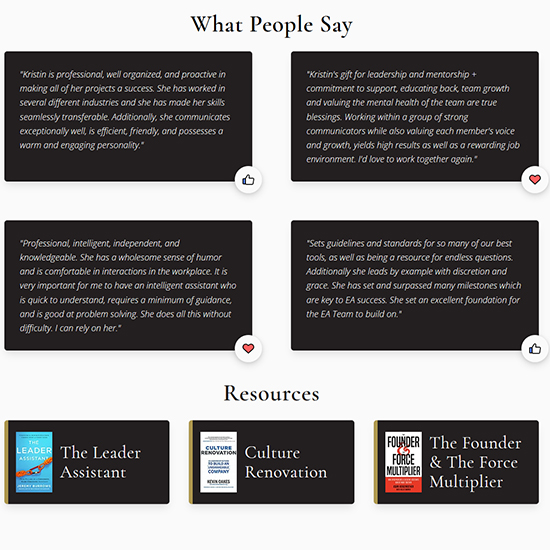 What People Say
"Kristin is professional, well organized, and proactive in
making all of her projects a success. She has worked in
several different industries and she has made her skills
seamlessly transferable. Additionally, she communicates
exceptionally well, is efficient, friendly, and possesses a
warm and engaging personality."
"Kristin's gift for leadership and mentorship +
commitment to support, educating back, team growth
and valuing the mental health of the team are true
blessings. Working within a group of strong
communicators while also valuing each member's voice
and growth, yields high results as well as a rewarding job
environment. I'd love to work together again."
"Professional, intelligent, independent, and
knowledgeable. She has a wholesome sense of humor
and is comfortable in interactions in the workplace. It is
very important for me to have an intelligent assistant who
is quick to understand, requires a minimum of guidance,
and is good at problem solving. She does all this without
difficulty. I can rely on her."
"Sets guidelines and standards for so many of our best
tools, as well as being a resource for endless questions.
Additionally she leads by example with discretion and
grace. She has set and surpassed many milestones which
are key to EA success. She set an excellent foundation for
the EA Team to build on."
Resources
THE
LEADER
ASSISTANT
JEREMY BURROWS
The Leader
Assistant
CULTURE
RENOVATION
TO BUILD AN
UNSHAKEABLE
COMPANY
KEVIN OAKES
Culture
Renovation
FOUNDER
& FORCE
MULTIPLIER
The Founder
& The Force
Multiplier